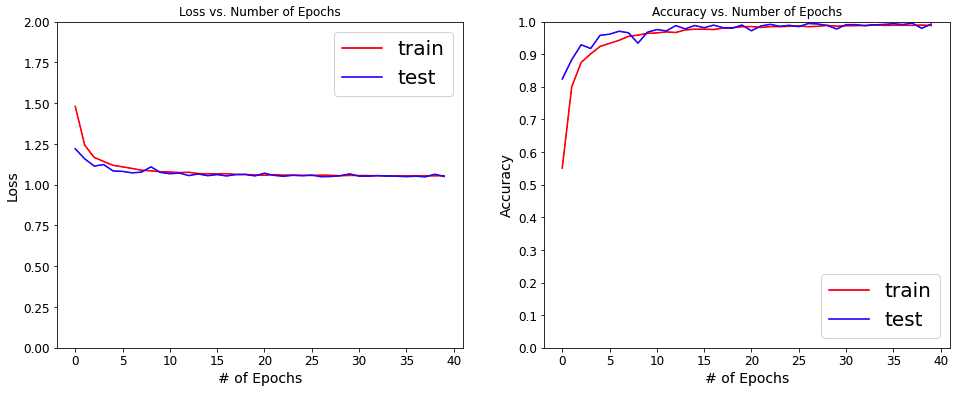 Loss vs. Number of Epochs
2.00
1.75
1.50
1.25
1.00
0.75
0.50
0.25
0.00
Loss
train
test
0 5 10 15 20 25 30 35 40
# of Epochs
Accuracy vs. Number of Epochs
1.0
0.9
0.8
0.7
0.6
0.5
0.4
0.3
0.2
0.1
0.0
Accuracy
train
test
0 5 10 15 20 25 30 35 40
# of Epochs